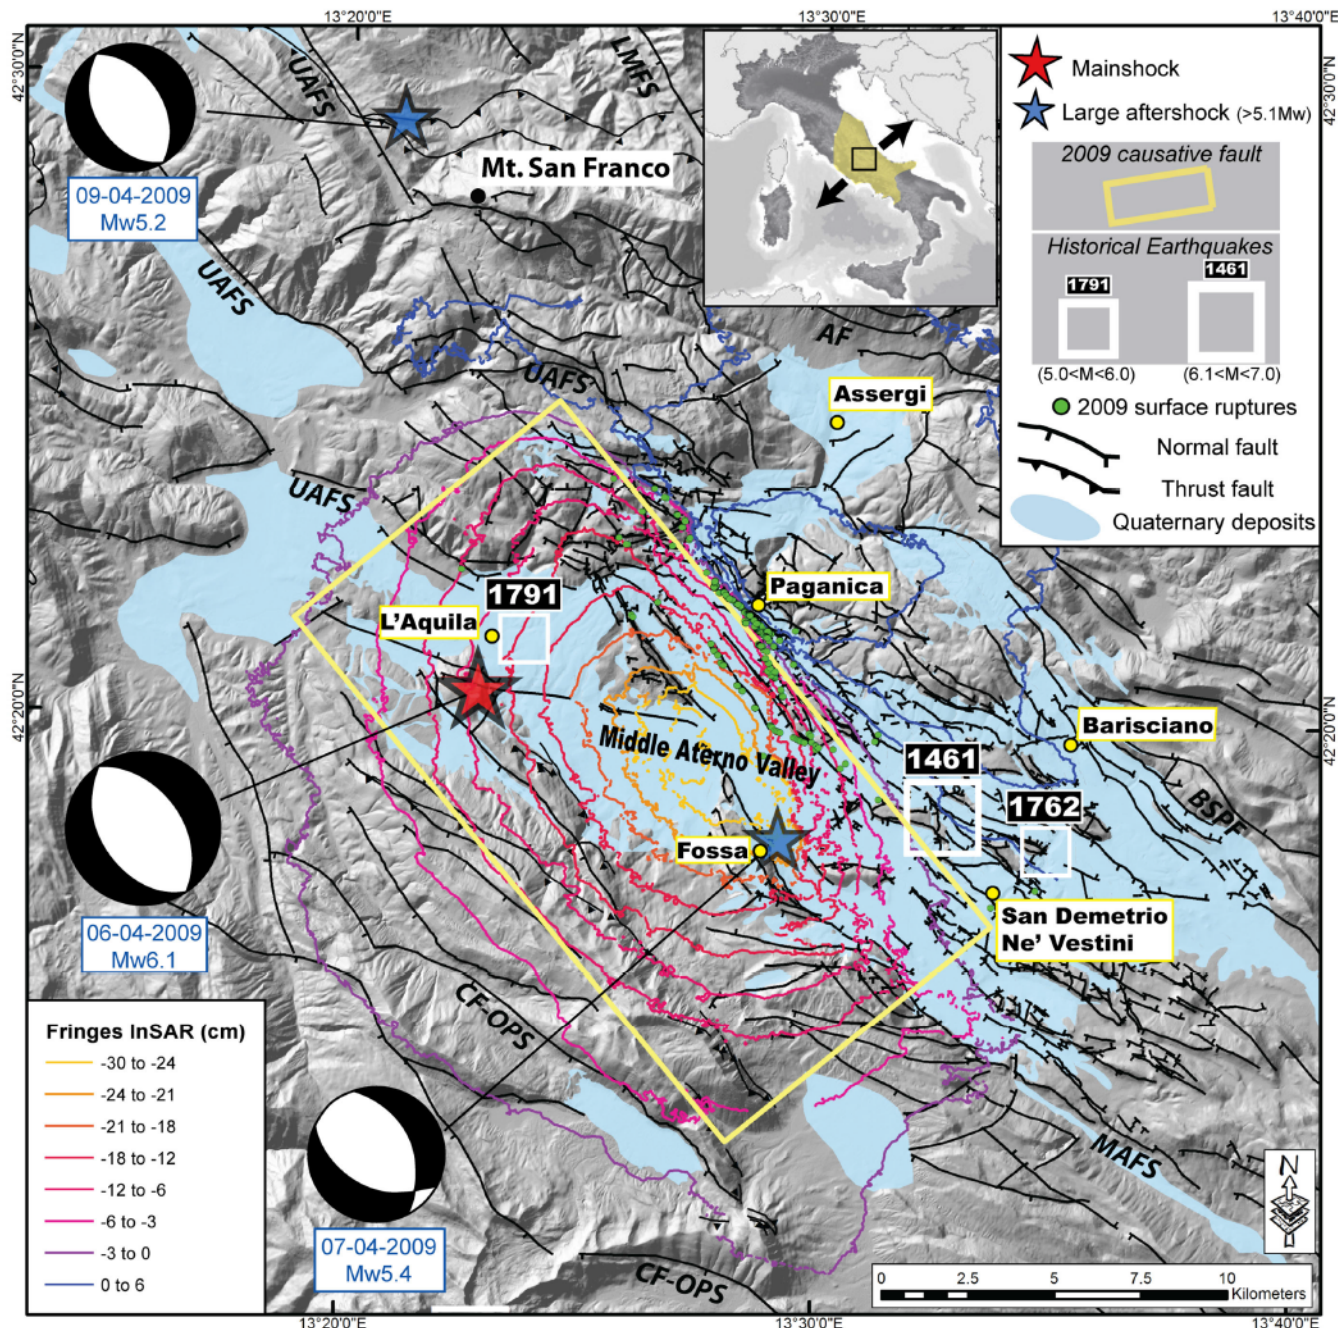 13°20'0"E
13°30'0"E
13°40'0"E
42°30'0"N
42°30'0"N
UAFS
LMFS
Mt. San Franco
09-04-2009
Mw5.2
UAFS
Mainshock
Large aftershock (>5.1Mw)
2009 causative fault
Historical Earthquakes
1791
1461
(5.0<M<6.0)
(6.1<M<7.0)
2009 surface ruptures
Normal fault
Thrust fault
Quaternary deposits
AF
UAFS
Assergi
UAFS
Paganica
1791
L'Aquila
42°20'0"N
42°20'0"N
Middle Aterno Valley
Barisciano
1461
1762
BSPF
Fossa
San Demetrio
Ne' Vestini
06-04-2009
Mw6.1
CF-OPS
Fringes InSAR (cm)
-30 to -24
-24 to -21
-21 to -18
-18 to -12
-12 to -6
-6 to -3
-3 to 0
0 to 6
07-04-2009
Mw5.4
MAFS
CF-OPS
N
0
2.5
5
7.5
10
Kilometers
13°20'0"E
13°30'0"E
13°40'0"E